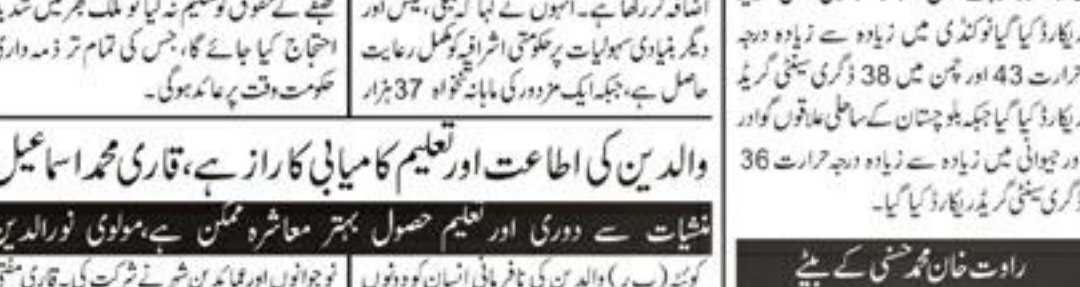 ریکارڈ کیا گیا نوکنڈی میں زیادہ سے زیادہ درجہ
حرارت 43 اور چمن میں 38 ڈگری سینٹی گریڈ
ریکارڈ کیا گیا جبکہ بلوچستان کے ساحلی علاقوں گوادر
اور جیوانی میں زیادہ سے زیادہ درجہ حرارت 36
ڈگری سینٹی گریڈ ریکارڈ کیا گیا۔
راوت خان محمد حسنی کے بیٹے
اضافہ کر رکھا ہے۔ انہوں نے کہا کہ بجلی، گیس اور
دیگر بنیادی سہولیات پر حکومتی اشرافیہ کو مکمل رعایت
حاصل ہے، جبکہ ایک مزدور کی ماہانہ تنخواہ 37 ہزار
کے حقوق کو تسلیم نہ کیا تو ملک بھر میں شدید
احتجاج کیا جائے گا، جس کی تمام تر ذمہ داری
حکومت وقت پر عائد ہوگی۔
والدین کی اطاعت اور تعلیم کامیابی کا راز ہے، قاری محمد اسماعیل
منشیات سے دوری اور تعلیم حصول بہتر معاشرہ ممکن ہے، مولوی نورالدین
کوئٹہ (پ ر) والدین کی نافرمانی انسان کو دونوں
نوجوانوں اور عمائدین شہر نے شرکت کی۔ قاری مفتی